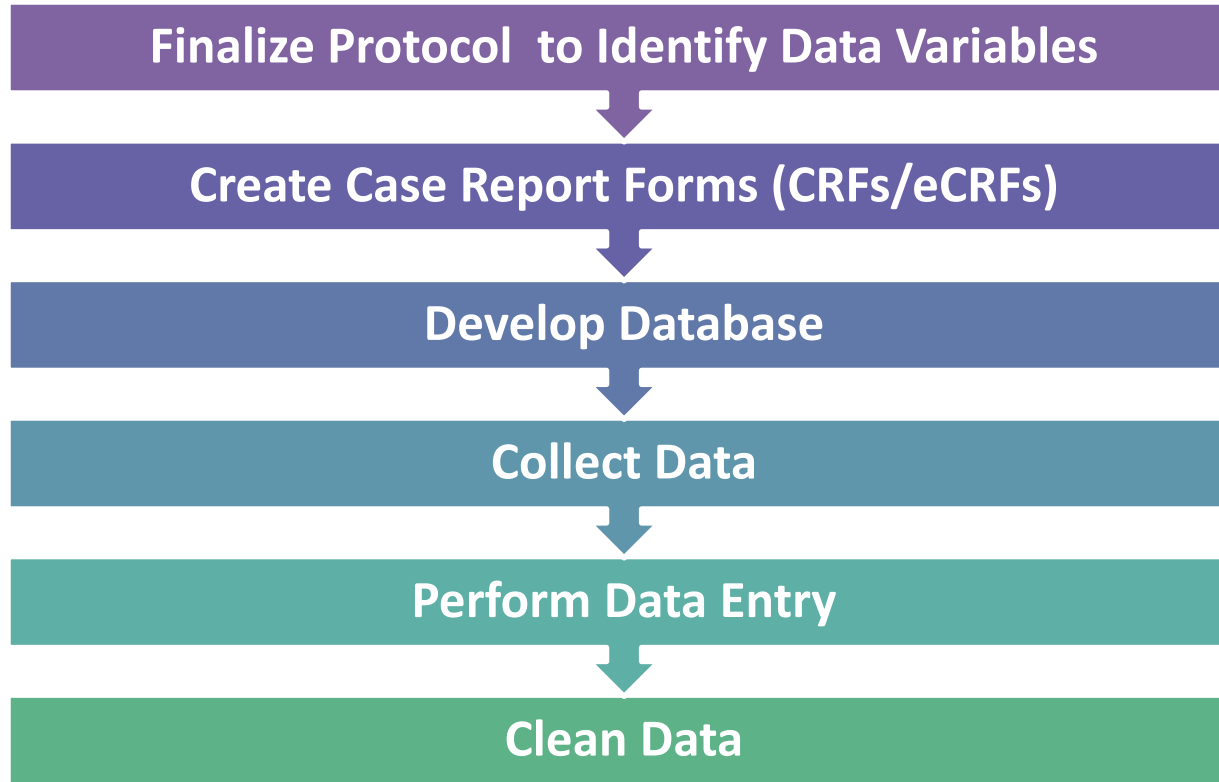 Finalize Protocol  to Identify Data Variables
Create Case Report Forms (CRFs/eCRFs)
Develop Database
Collect Data
Perform Data Entry
Clean Data